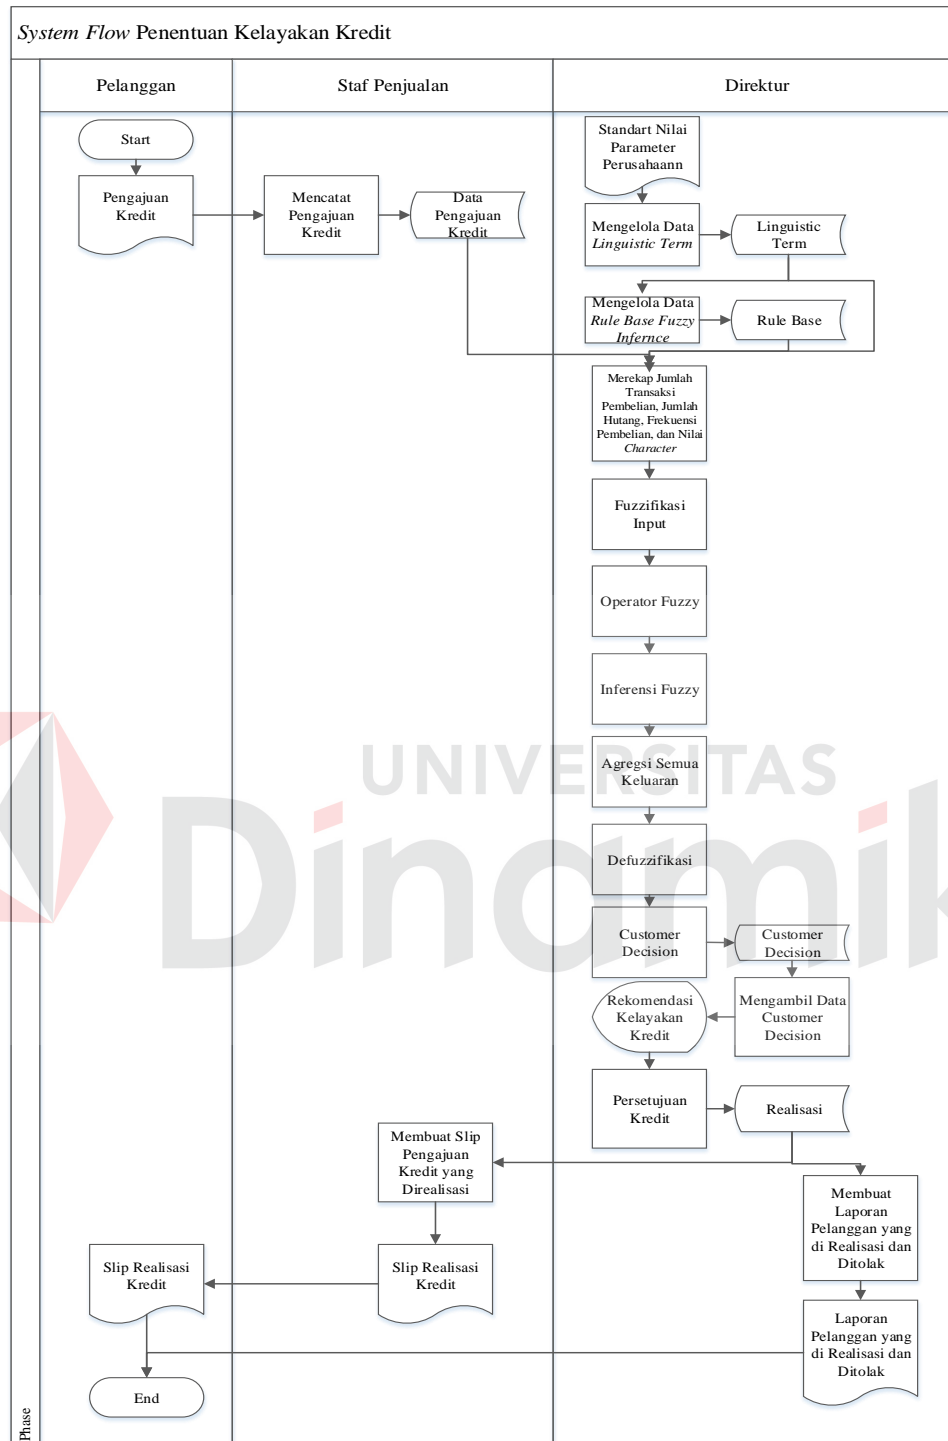 System Flow Penentuan Kelayakan Kredit
Pelanggan
Staf Penjualan
Direktur
Start
Standart Nilai
Parameter
Perusahaann
Pengajuan
Kredit
Mencatat
Pengajuan
Kredit
Data
Pengajuan
Kredit
Mengelola Data
Linguistic Term
Linguistic
Term
Mengelola Data
Rule Base Fuzzy
Infernce
Rule Base
Merekap Jumlah
Transaksi
Pembelian, Jumlah
Hutang, Frekuensi
Pembelian, dan Nilai
Character
Fuzzifikasi
Input
Operator Fuzzy
Inferensi Fuzzy
Agregsi Semua
Keluaran
Defuzzifikasi
Customer
Decision
Customer
Decision
Rekomendasi
Kelayakan
Kredit
Mengambil Data
Customer
Decision
Persetujuan
Kredit
Realisasi
Membuat Slip
Pengajuan
Kredit yang
Direalisasi
Membuat
Laporan
Pelanggan yang
di Realisasi dan
Ditolak
Slip Realisasi
Kredit
Slip Realisasi
Kredit
Laporan
Pelanggan yang
di Realisasi dan
Ditolak
End
Phase
UNIVERSITAS
Dinamik